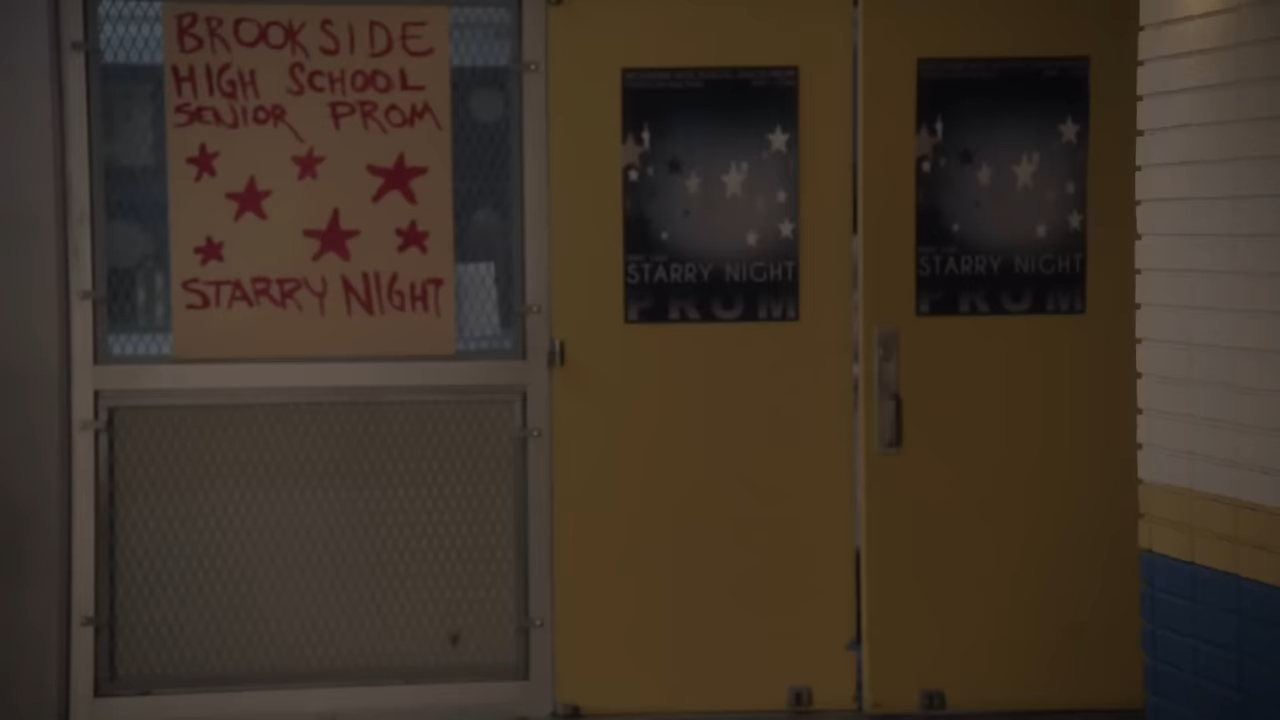 BROOKSIDE
HIGH SCHOOL
SENIOR PROM
STARRY NIGHT
STARRY NIGHT
PROM
STARRY NIGHT
PROM